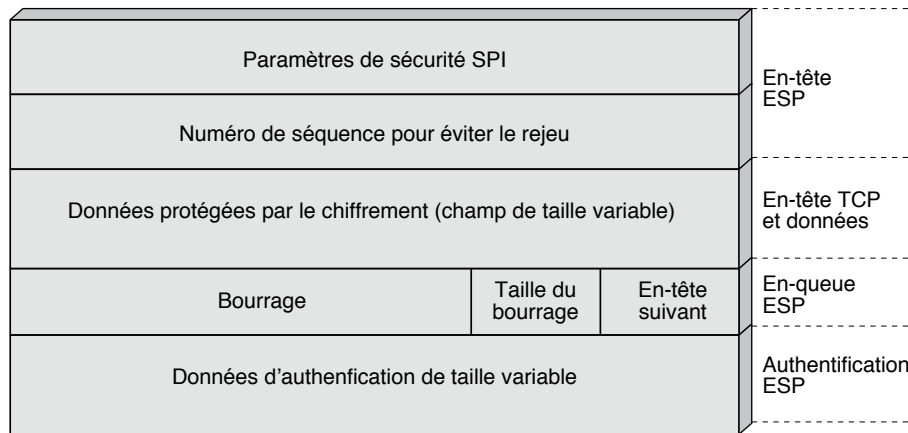 Paramètres de sécurité SPI
En-tête
ESP
Numéro de séquence pour éviter le rejeu
Données protégées par le chiffrement (champ de taille variable)
En-tête TCP
et données
Bourrage
Taille du
bourrage
En-tête
suivant
En-queue
ESP
Données d'authenfication de taille variable
Authentification
ESP